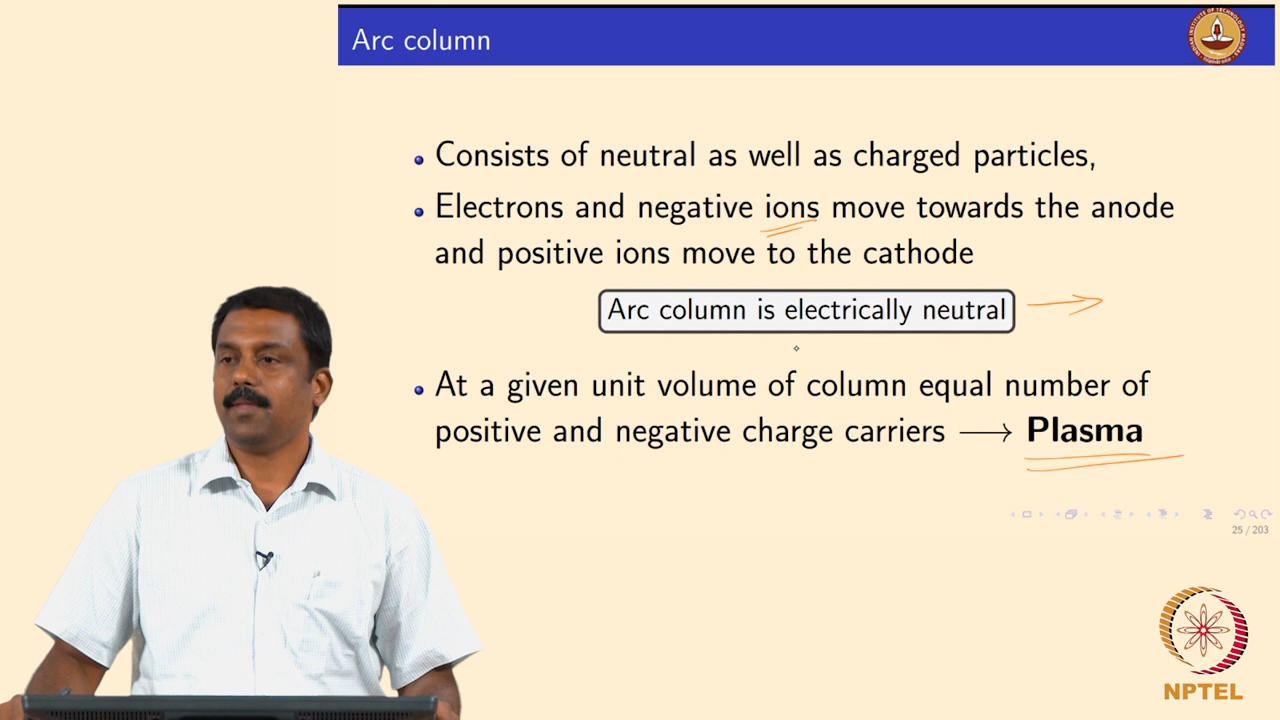 Arc column
Consists of neutral as well as charged particles,
Electrons and negative ions move towards the anode
and positive ions move to the cathode
Arc column is electrically neutral
At a given unit volume of column equal number of
positive and negative charge carriers ⟶ Plasma
25 / 203
NPTEL